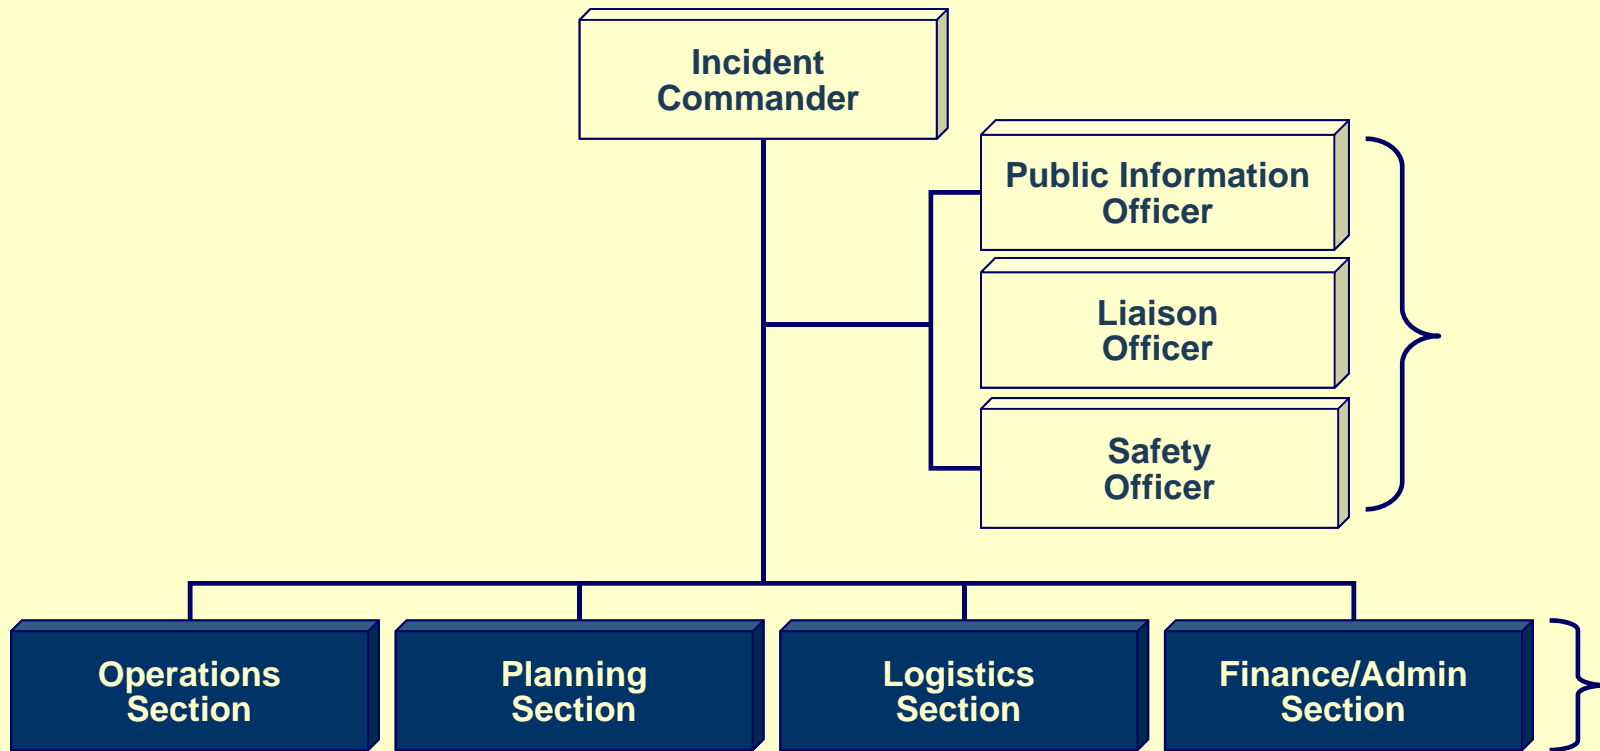 Incident
Commander
Public Information
Officer
Liaison
Officer
Safety
Officer
Operations
Section
Planning
Section
Logistics
Section
Finance/Admin
Section